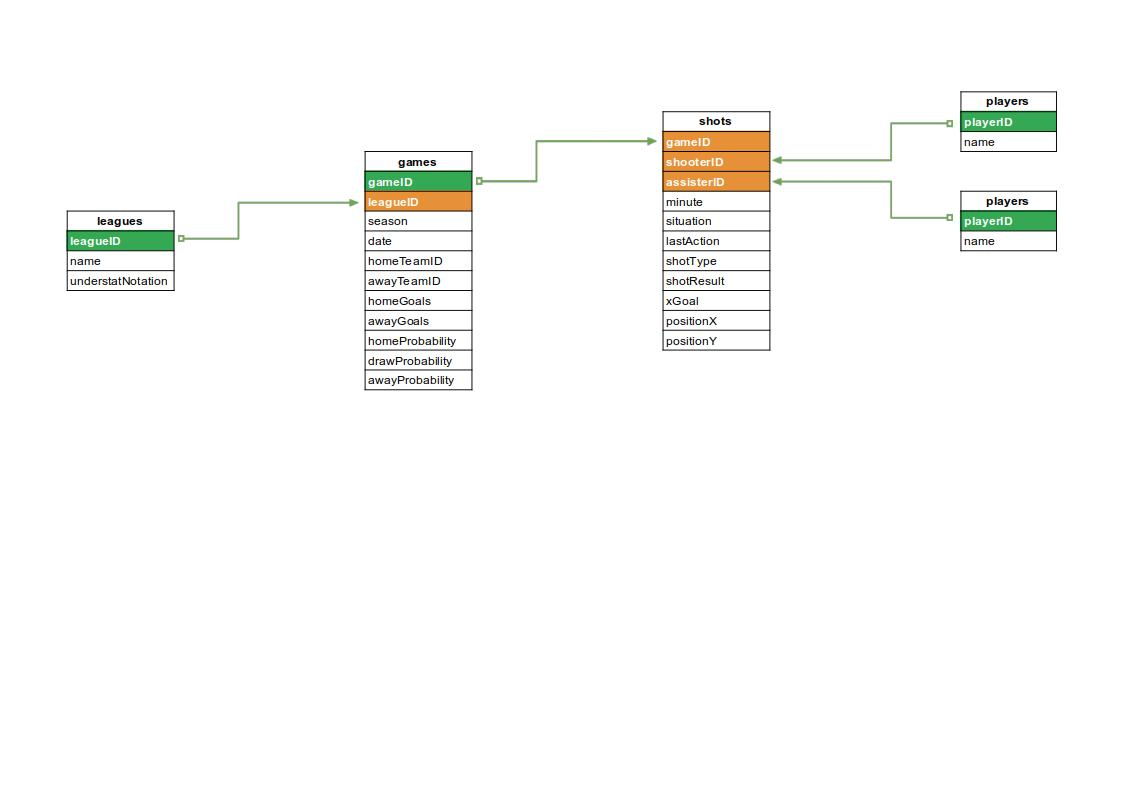 leagues
leagueID
name
understatNotation
games
gameID
leagueID
season
date
homeTeamID
awayTeamID
homeGoals
awayGoals
homeProbability
drawProbability
awayProbability
shots
gameID
shooterID
assisterID
minute
situation
lastAction
shotType
shotResult
xGoal
positionX
positionY
players
playerID
name
players
playerID
name